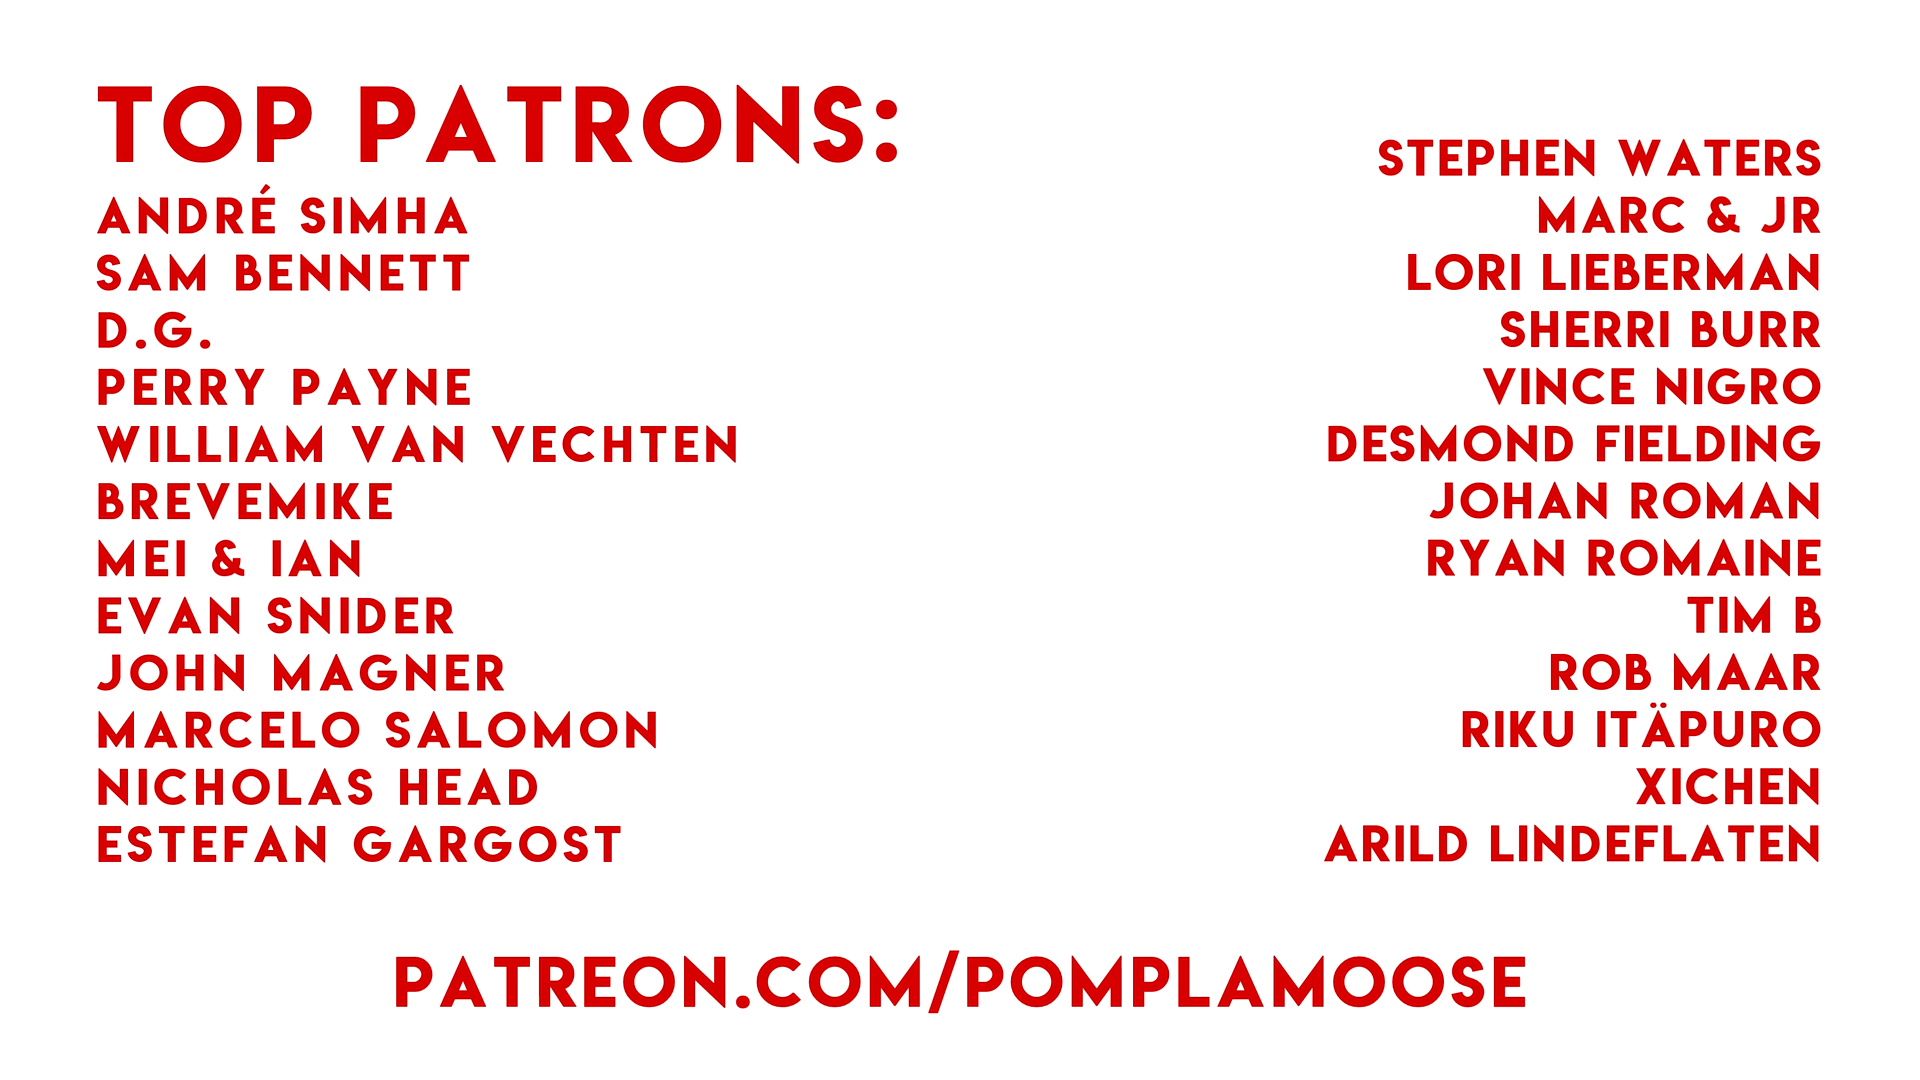 TOP PATRONS:
ANDRÉ SIMHA
SAM BENNETT
D.G.
PERRY PAYNE
WILLIAM VAN VECHTEN
BREVEMIKE
MEI & IAN
EVAN SNIDER
JOHN MAGNER
MARCELO SALOMON
NICHOLAS HEAD
ESTEFAN GARGOST
STEPHEN WATERS
MARC & JR
LORI LIEBERMAN
SHERRI BURR
VINCE NIGRO
DESMOND FIELDING
JOHAN ROMAN
RYAN ROMAINE
TIM B
ROB MAAR
RIKU ITÄPURO
XICHEN
ARILD LINDEFLATEN
PATREON.COM/POMPLAMOOSE